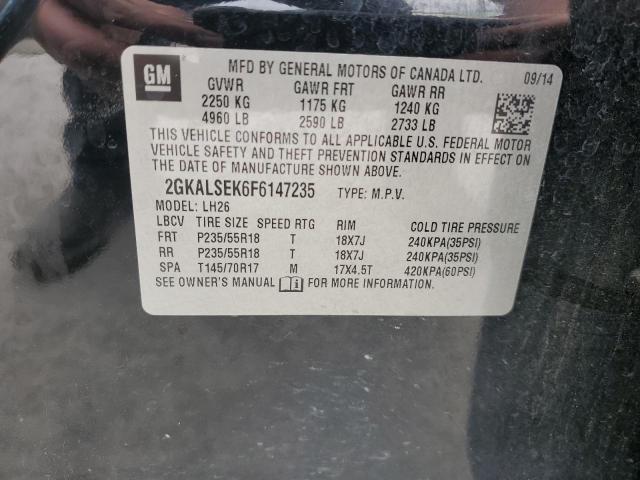 GM MFD BY GENERAL MOTORS OF CANADA LTD. 09/14
GVWR GAWR FRT GAWR RR
2250 KG 1175 KG 1240 KG
4960 LB 2590 LB 2733 LB
THIS VEHICLE CONFORMS TO ALL APPLICABLE U.S. FEDERAL MOTOR
VEHICLE SAFETY AND THEFT PREVENTION STANDARDS IN EFFECT ON
THE DATE OF MANUFACTURE SHOWN ABOVE.
2GKALSEK6F6147235 TYPE: M.P.V.
MODEL: LH26
LBCV TIRE SIZE SPEED RTG RIM COLD TIRE PRESSURE
FRT P235/55R18 T 18X7J 240KPA(35PSI)
RR P235/55R18 T 18X7J 240KPA(35PSI)
SPA T145/70R17 M 17X4.5T 420KPA(60PSI)
SEE OWNER'S MANUAL i FOR MORE INFORMATION.